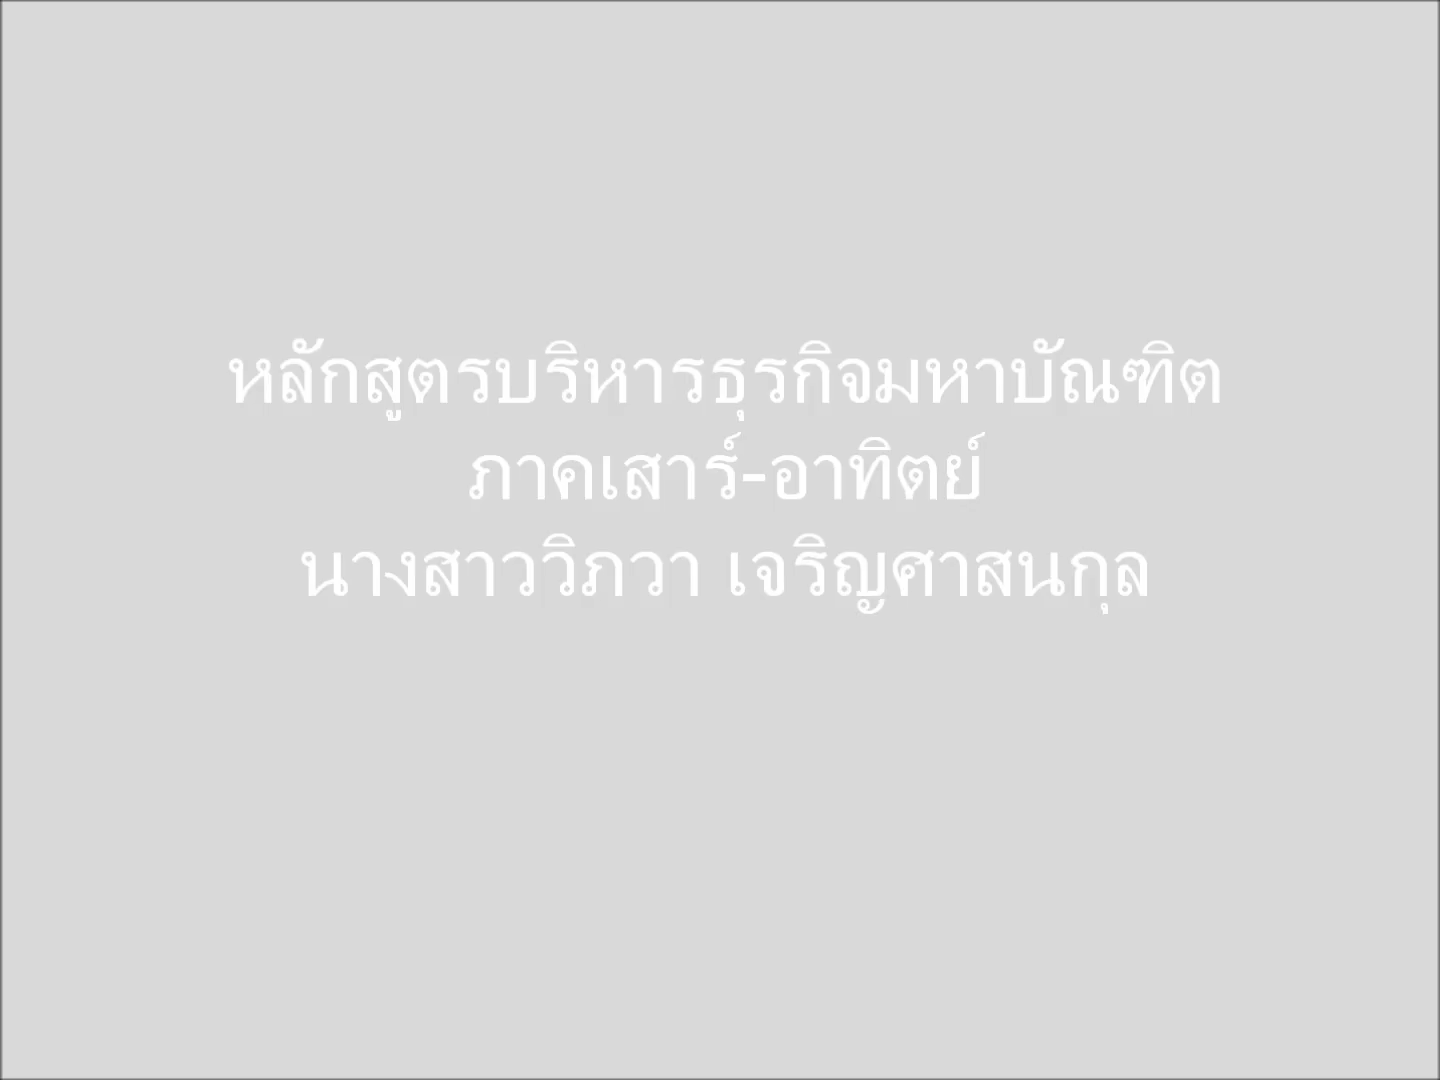 หลักสูตรบริหารธุรกิจมหาบัณฑิต
ภาคเสาร์-อาทิตย์
นางสาววิภวา เจริญศาสนกุล